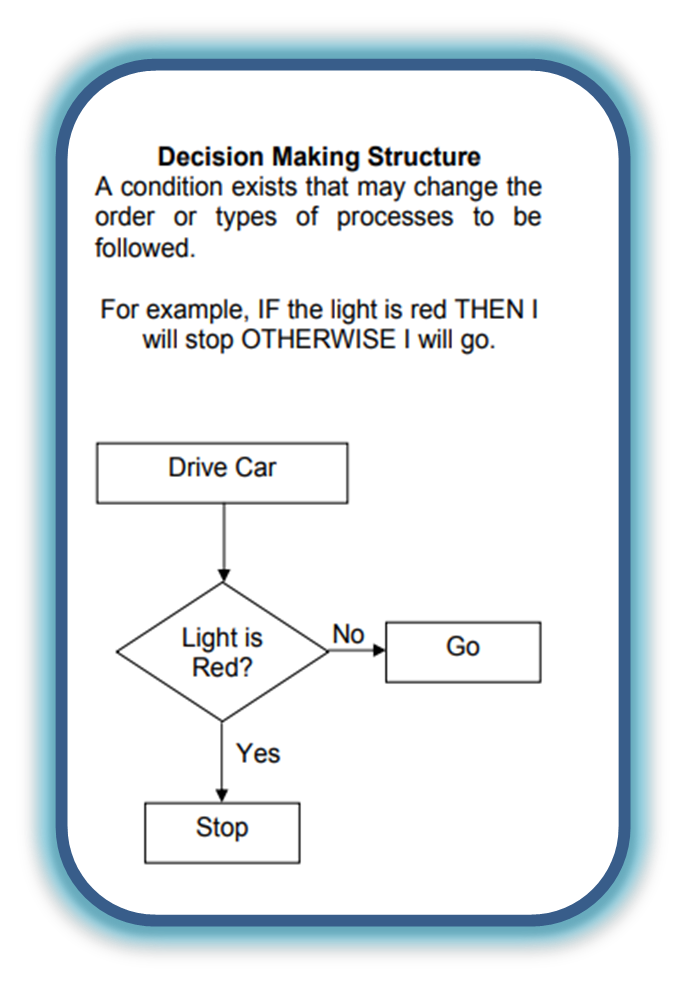 Decision Making Structure
A condition exists that may change the
order or types of processes to be
followed.
For example, IF the light is red THEN I
will stop OTHERWISE I will go.
Drive Car
Light is
Red?
No
Go
Yes
Stop